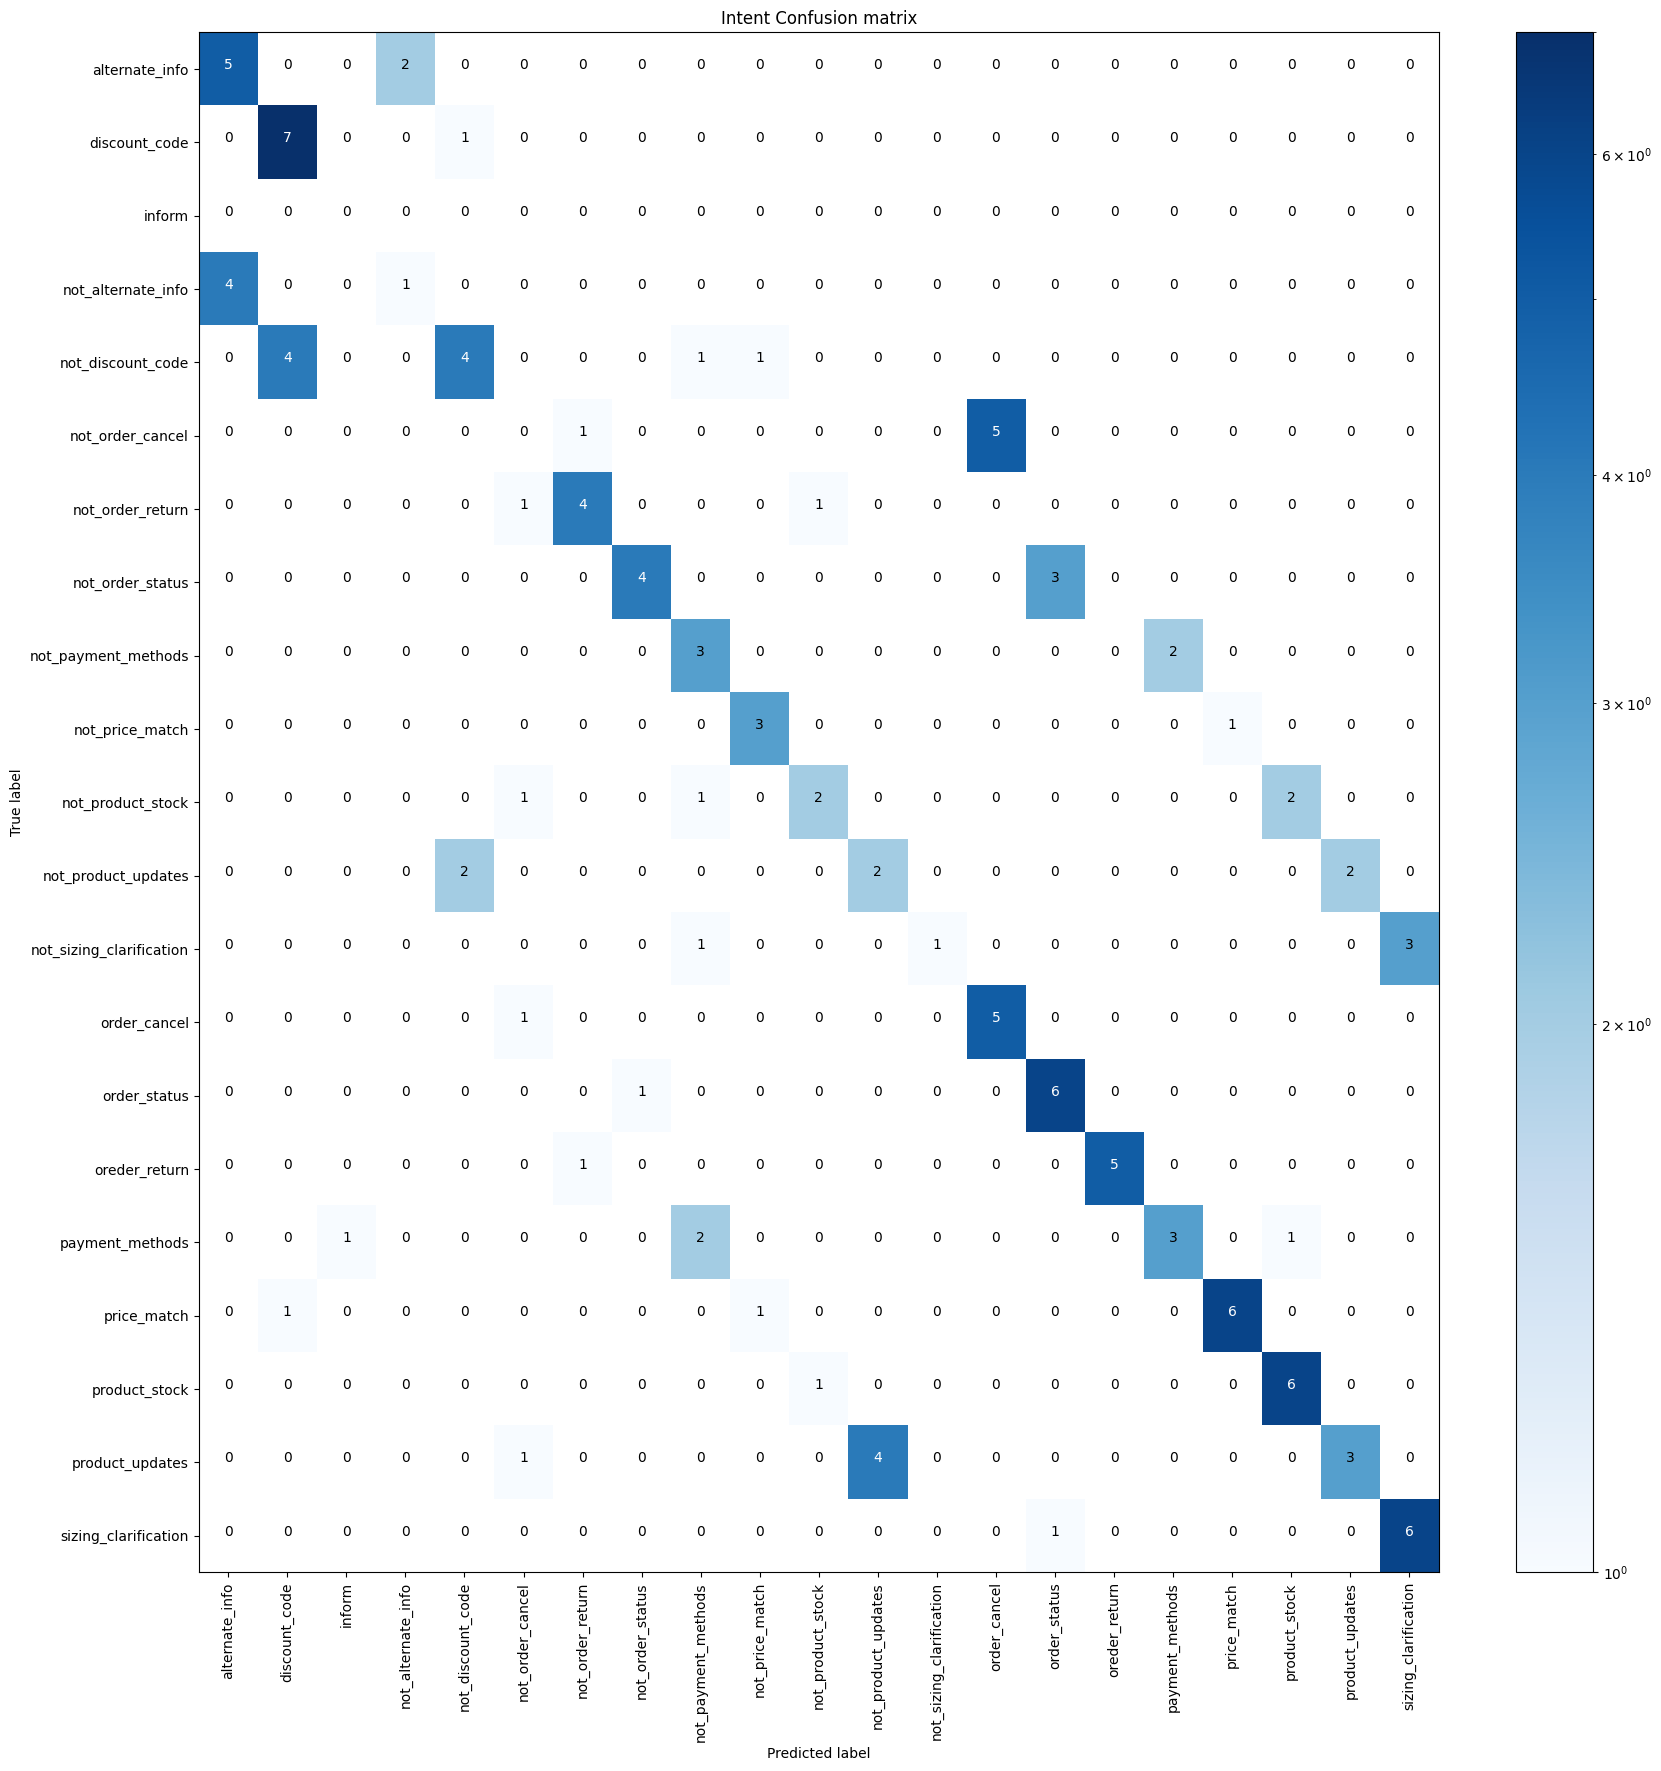 Intent Confusion matrix
alternate_info 5 0 0 2 0 0 0 0 0 0 0 0 0 0 0 0 0 0 0 0 0
discount_code 0 7 0 0 1 0 0 0 0 0 0 0 0 0 0 0 0 0 0 0 0
inform 0 0 0 0 0 0 0 0 0 0 0 0 0 0 0 0 0 0 0 0 0
not_alternate_info 4 0 0 1 0 0 0 0 0 0 0 0 0 0 0 0 0 0 0 0 0
not_discount_code 0 4 0 0 4 0 0 0 1 1 0 0 0 0 0 0 0 0 0 0 0
not_order_cancel 0 0 0 0 0 0 1 0 0 0 0 0 0 5 0 0 0 0 0 0 0
not_order_return 0 0 0 0 0 1 4 0 0 0 1 0 0 0 0 0 0 0 0 0 0
not_order_status 0 0 0 0 0 0 0 4 0 0 0 0 0 0 3 0 0 0 0 0 0
not_payment_methods 0 0 0 0 0 0 0 0 3 0 0 0 0 0 0 0 2 0 0 0 0
not_price_match 0 0 0 0 0 0 0 0 0 3 0 0 0 0 0 0 0 1 0 0 0
not_product_stock 0 0 0 0 0 1 0 0 1 0 2 0 0 0 0 0 0 0 2 0 0
not_product_updates 0 0 0 0 2 0 0 0 0 0 0 2 0 0 0 0 0 0 0 2 0
not_sizing_clarification 0 0 0 0 0 0 0 0 1 0 0 0 1 0 0 0 0 0 0 0 3
order_cancel 0 0 0 0 0 1 0 0 0 0 0 0 0 5 0 0 0 0 0 0 0
order_status 0 0 0 0 0 0 0 1 0 0 0 0 0 0 6 0 0 0 0 0 0
oreder_return 0 0 0 0 0 0 1 0 0 0 0 0 0 0 0 5 0 0 0 0 0
payment_methods 0 0 1 0 0 0 0 0 2 0 0 0 0 0 0 0 3 0 1 0 0
price_match 0 1 0 0 0 0 0 0 0 1 0 0 0 0 0 0 0 6 0 0 0
product_stock 0 0 0 0 0 0 0 0 0 0 1 0 0 0 0 0 0 0 6 0 0
product_updates 0 0 0 0 0 1 0 0 0 0 0 4 0 0 0 0 0 0 0 3 0
sizing_clarification 0 0 0 0 0 0 0 0 0 0 0 0 0 0 1 0 0 0 0 0 6
True label
alternate_info
discount_code
inform
not_alternate_info
not_discount_code
not_order_cancel
not_order_return
not_order_status
not_payment_methods
not_price_match
not_product_stock
not_product_updates
not_sizing_clarification
order_cancel
order_status
oreder_return
payment_methods
price_match
product_stock
product_updates
sizing_clarification
Predicted label
6 × 10⁰
4 × 10⁰
3 × 10⁰
2 × 10⁰
10⁰